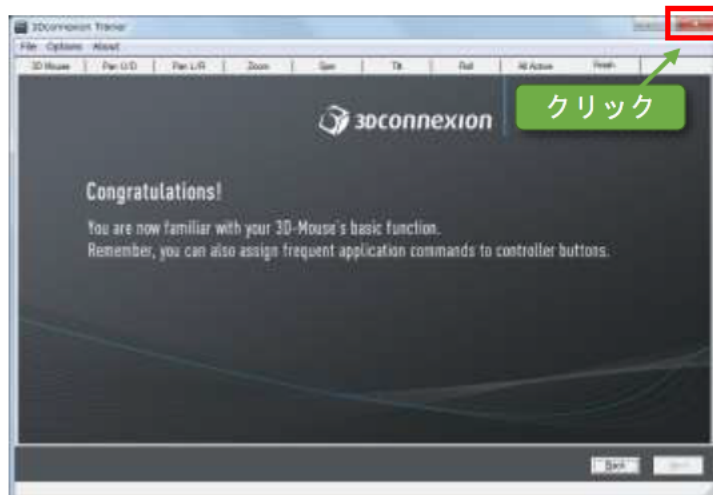 3Dconnexion Trainer
File Options About
3D Mouse Pan U/D Pan L/R Zoom Spin Tilt Roll All Active Finish
クリック
3Dconnexion
Congratulations!
You are now familiar with your 3D-Mouse's basic function.
Remember, you can also assign frequent application commands to controller buttons.
Back